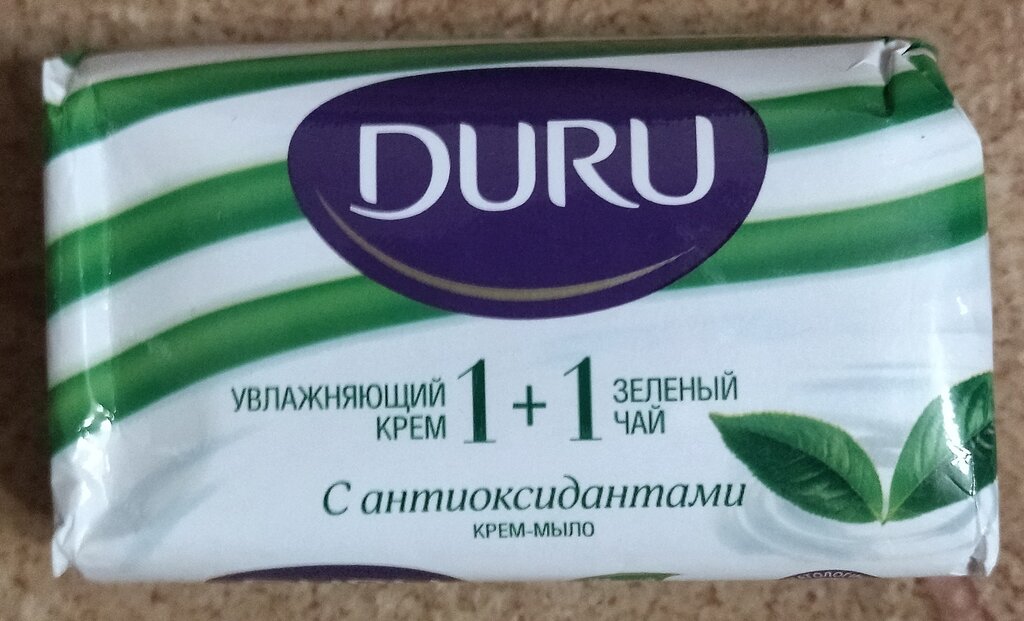 DURU
УВЛАЖНЯЮЩИЙ
КРЕМ
1+1
ЗЕЛЕНЫЙ
ЧАЙ
С антиоксидантами
КРЕМ-МЫЛО